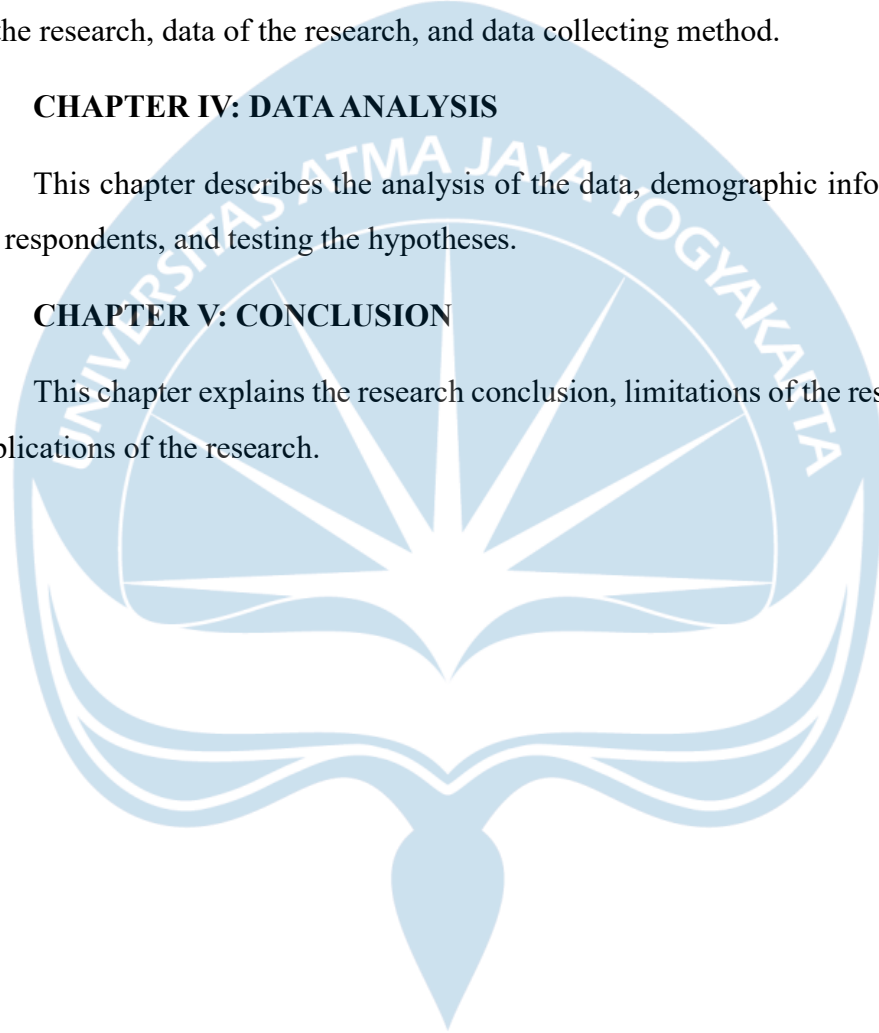 the research, data of the research, and data collecting method.
CHAPTER IV: DATA ANALYSIS
This chapter describes the analysis of the data, demographic info
respondents, and testing the hypotheses.
CHAPTER V: CONCLUSION
This chapter explains the research conclusion, limitations of the res
plications of the research.
UNIVERSITAS ATMA JAYA YOGYAKARTA